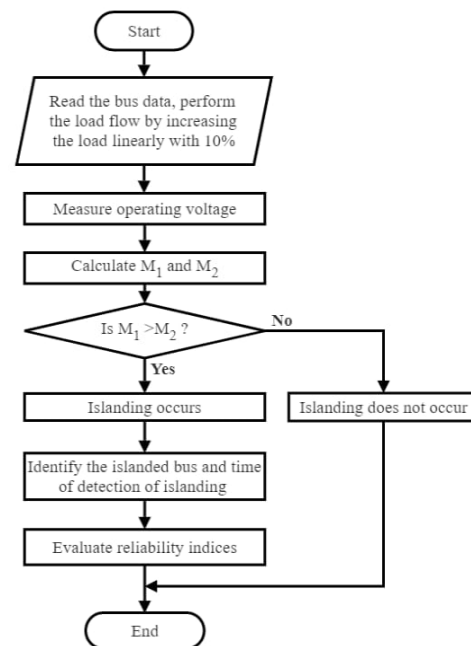 Start
Read the bus data, perform
the load flow by increasing
the load linearly with 10%
Measure operating voltage
Calculate M₁ and M₂
Is M₁ >M₂ ?
No
Yes
Islanding occurs
Islanding does not occur
Identify the islanded bus and time
of detection of islanding
Evaluate reliability indices
End